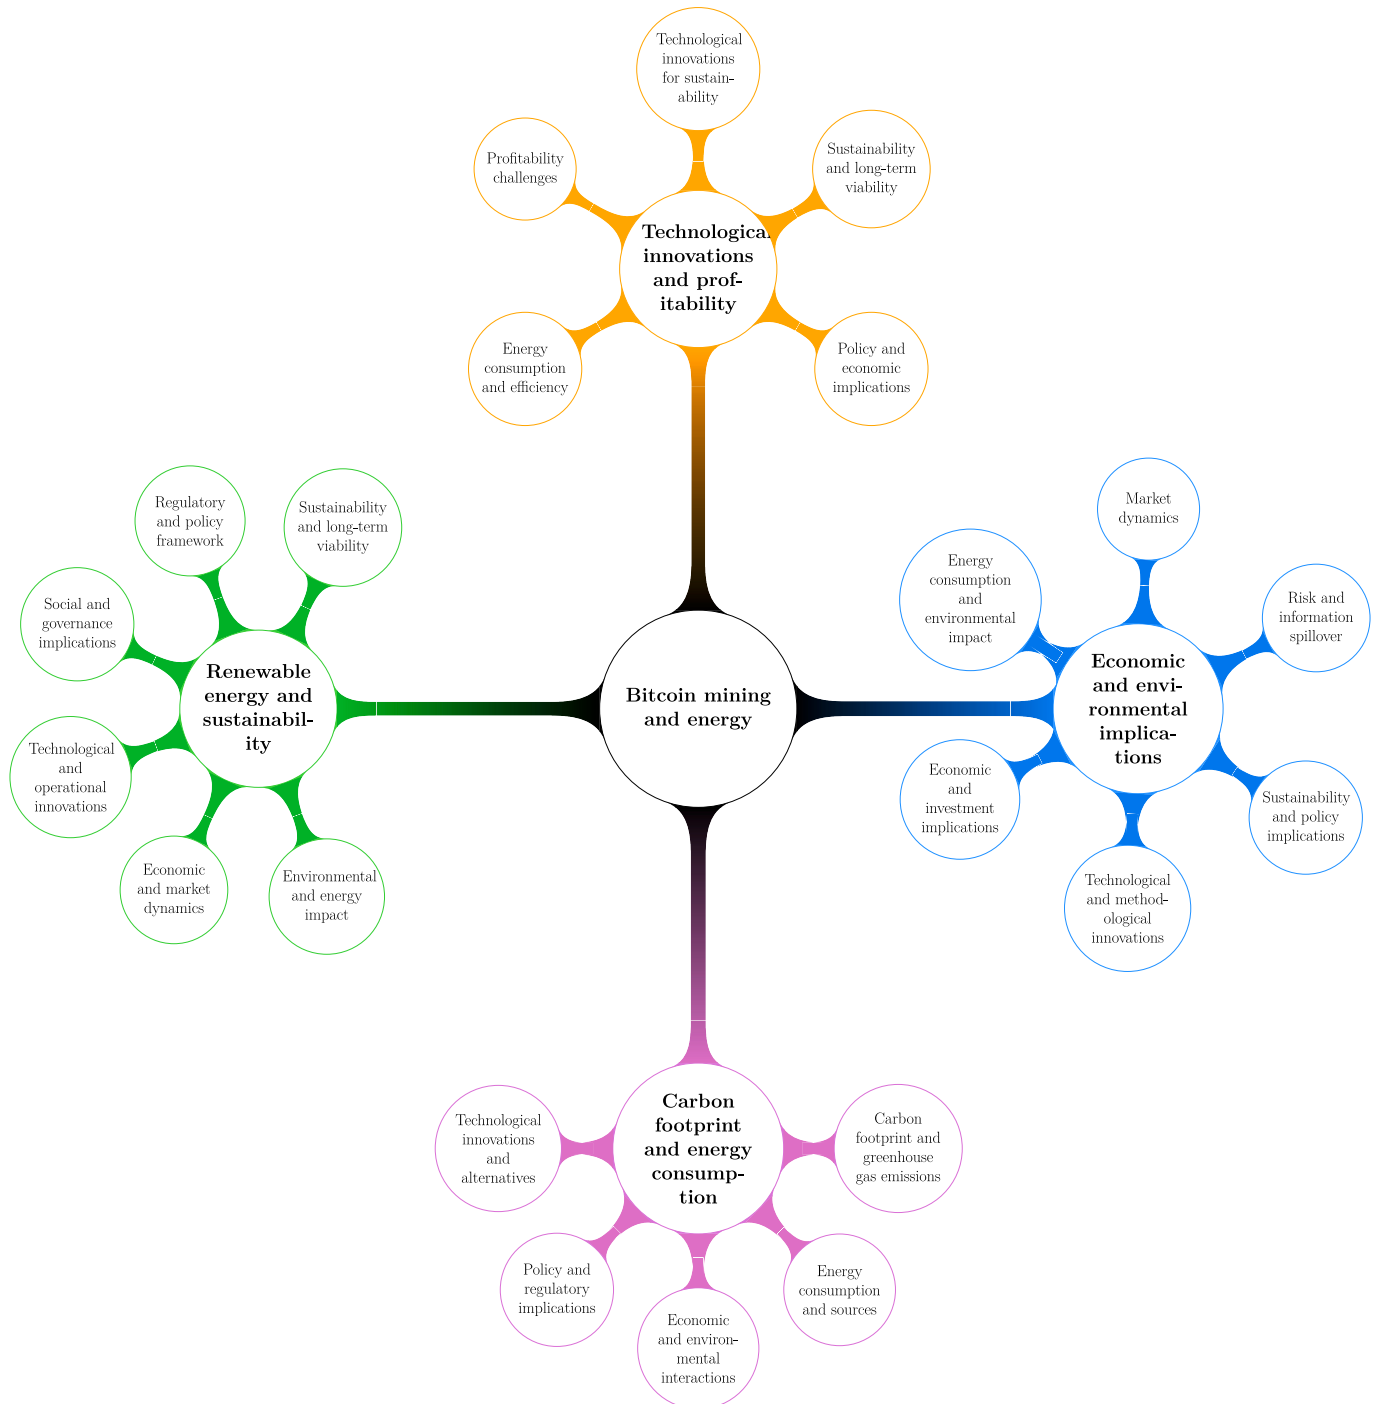 Technological
innovations
for sustain-
ability
Profitability
challenges
Sustainability
and long-term
viability
Technological
innovations
and prof-
itability
Energy
consumption
and efficiency
Policy and
economic
implications
Regulatory
and policy
framework
Sustainability
and long-term
viability
Social and
governance
implications
Renewable
energy and
sustainabil-
ity
Technological
and
operational
innovations
Economic
and market
dynamics
Environmental
and energy
impact
Bitcoin mining
and energy
Market
dynamics
Energy
consumption
and
environmental
impact
Risk and
information
spillover
Economic
and envi-
ronmental
implica-
tions
Economic
and
investment
implications
Sustainability
and policy
implications
Technological
and method-
ological
innovations
Carbon
footprint
and energy
consump-
tion
Technological
innovations
and
alternatives
Carbon
footprint and
greenhouse
gas emissions
Policy and
regulatory
implications
Energy
consumption
and sources
Economic
and environ-
mental
interactions